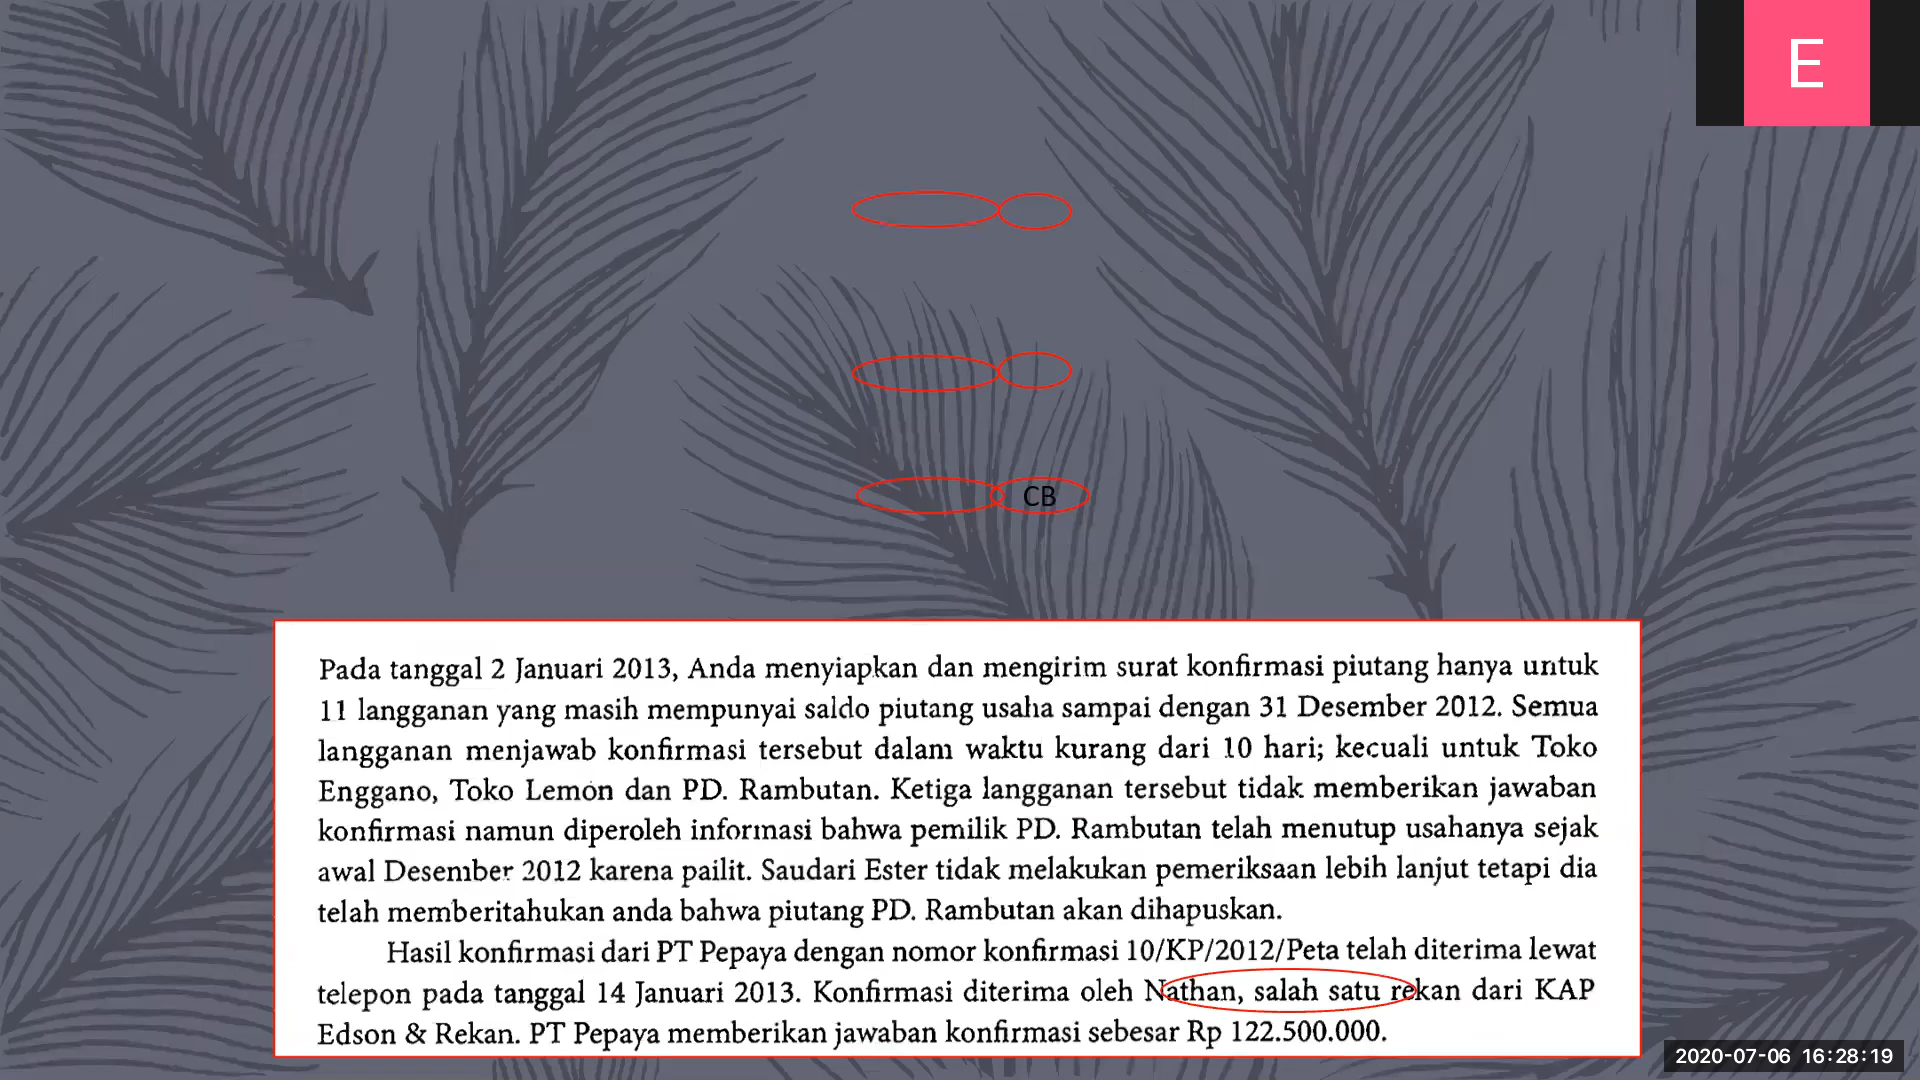 E
CB
Pada tanggal 2 Januari 2013, Anda menyiapkan dan mengirim surat konfirmasi piutang hanya untuk
11 langganan yang masih mempunyai saldo piutang usaha sampai dengan 31 Desember 2012. Semua
langganan menjawab konfirmasi tersebut dalam waktu kurang dari 10 hari; kecuali untuk Toko
Enggano, Toko Lemon dan PD. Rambutan. Ketiga langganan tersebut tidak memberikan jawaban
konfirmasi namun diperoleh informasi bahwa pemilik PD. Rambutan telah menutup usahanya sejak
awal Desember 2012 karena pailit. Saudari Ester tidak melakukan pemeriksaan lebih lanjut tetapi dia
telah memberitahukan anda bahwa piutang PD. Rambutan akan dihapuskan.
Hasil konfirmasi dari PT Pepaya dengan nomor konfirmasi 10/KP/2012/Peta telah diterima lewat
telepon pada tanggal 14 Januari 2013. Konfirmasi diterima oleh Nathan, salah satu rekan dari KAP
Edson & Rekan. PT Pepaya memberikan jawaban konfirmasi sebesar Rp 122.500.000.
2020-07-06 16:28:19